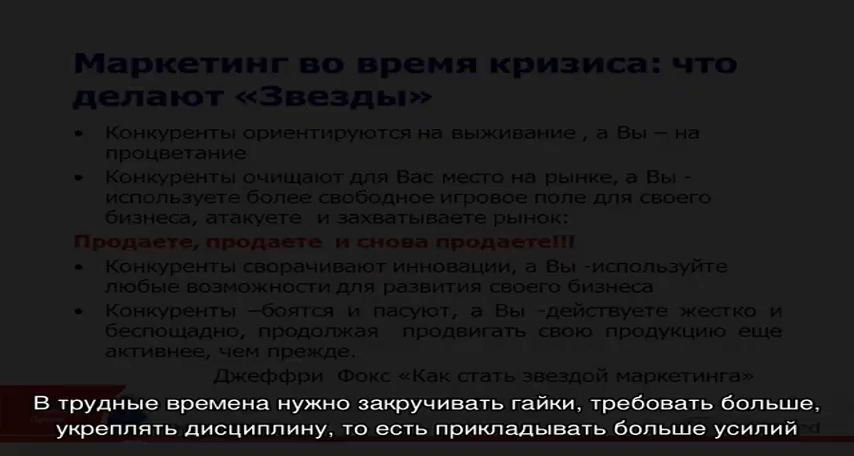 Маркетинг во время кризиса: что
делают «Звезды»
• Конкуренты ориентируются на выживание , а Вы – на
процветание
• Конкуренты очищают для Вас место на рынке, а Вы -
используете более свободное игровое поле для своего
бизнеса, атакуете и захватываете рынок:
Продаете, продаете и снова продаете!!!
• Конкуренты сворачивают инновации, а Вы -используйте
любые возможности для развития своего бизнеса
• Конкуренты –боятся и пасуют, а Вы -действуете жестко и
беспощадно, продолжая продвигать свою продукцию еще
активнее, чем прежде.
Джеффри Фокс «Как стать звездой маркетинга»
В трудные времена нужно закручивать гайки, требовать больше,
укреплять дисциплину, то есть прикладывать больше усилий